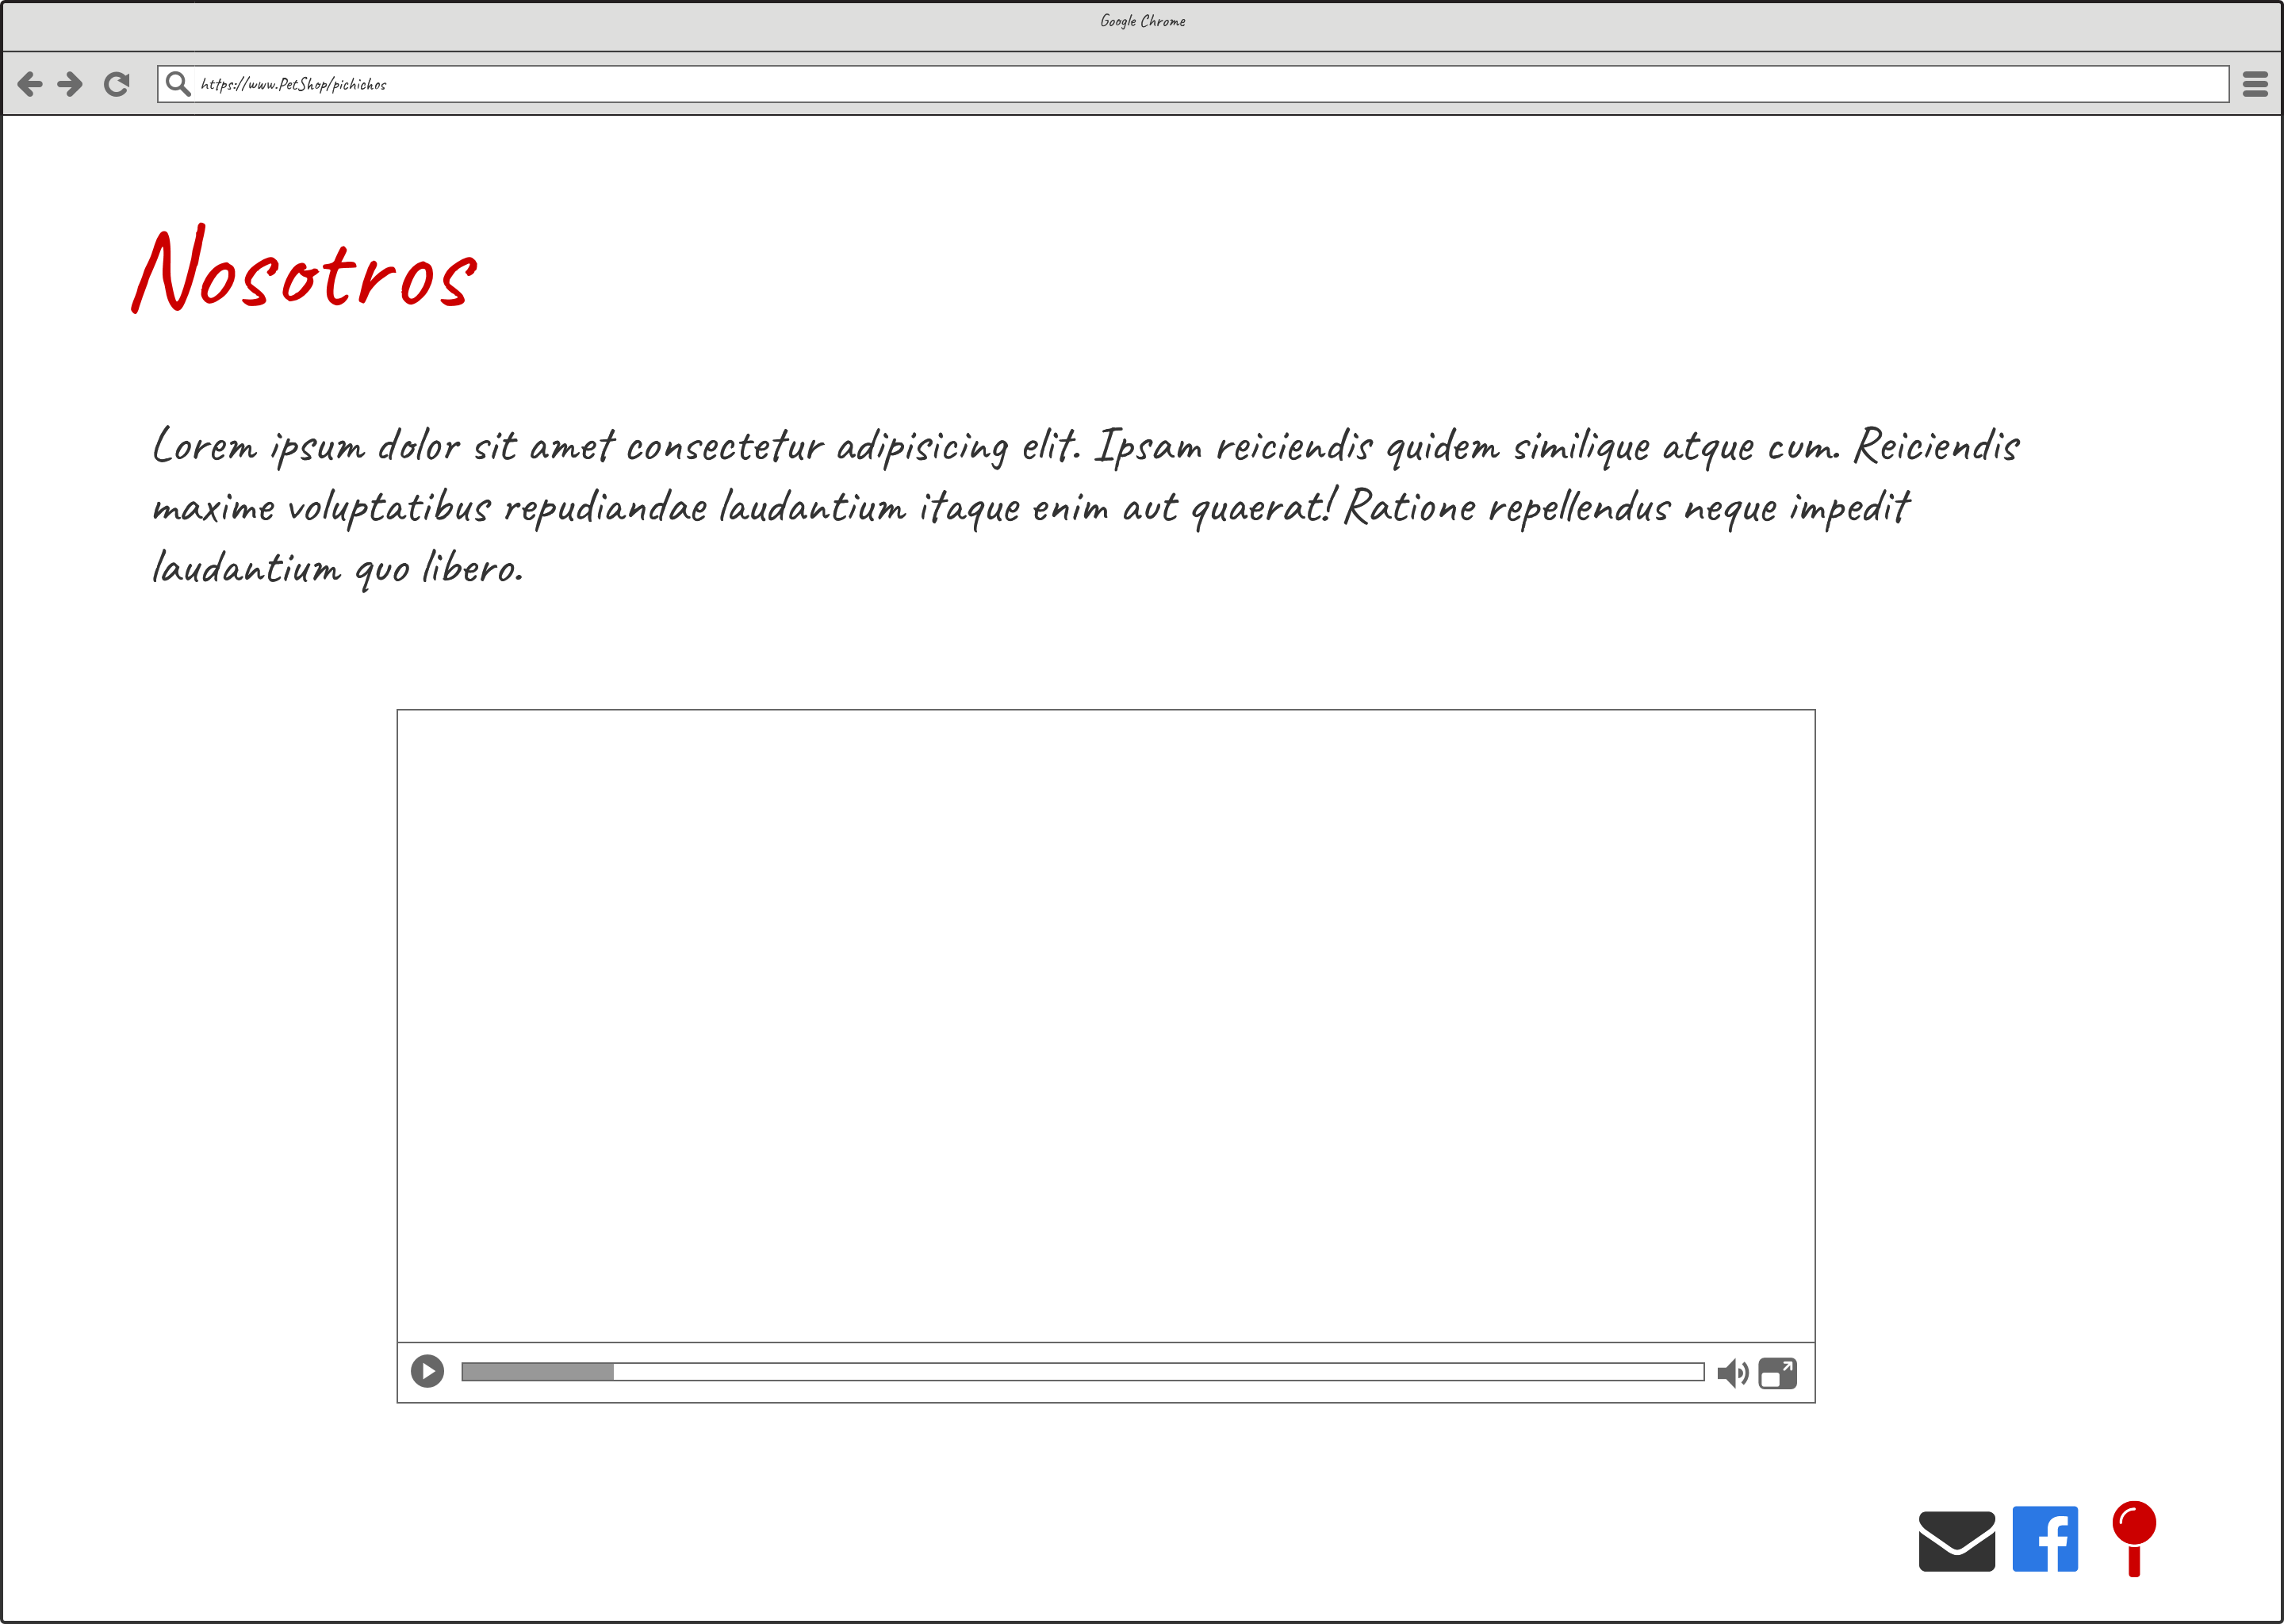 Google Chrome
https://www.PetShop/pichichos
Nosotros
Lorem ipsum dolor sit amet consectetur adipisicing elit. Ipsam reiciendis quidem similique atque cum. Reiciendis
maxime voluptatibus repudiandae laudantium itaque enim aut quaerat! Ratione repellendus neque impedit
laudantium quo libero.